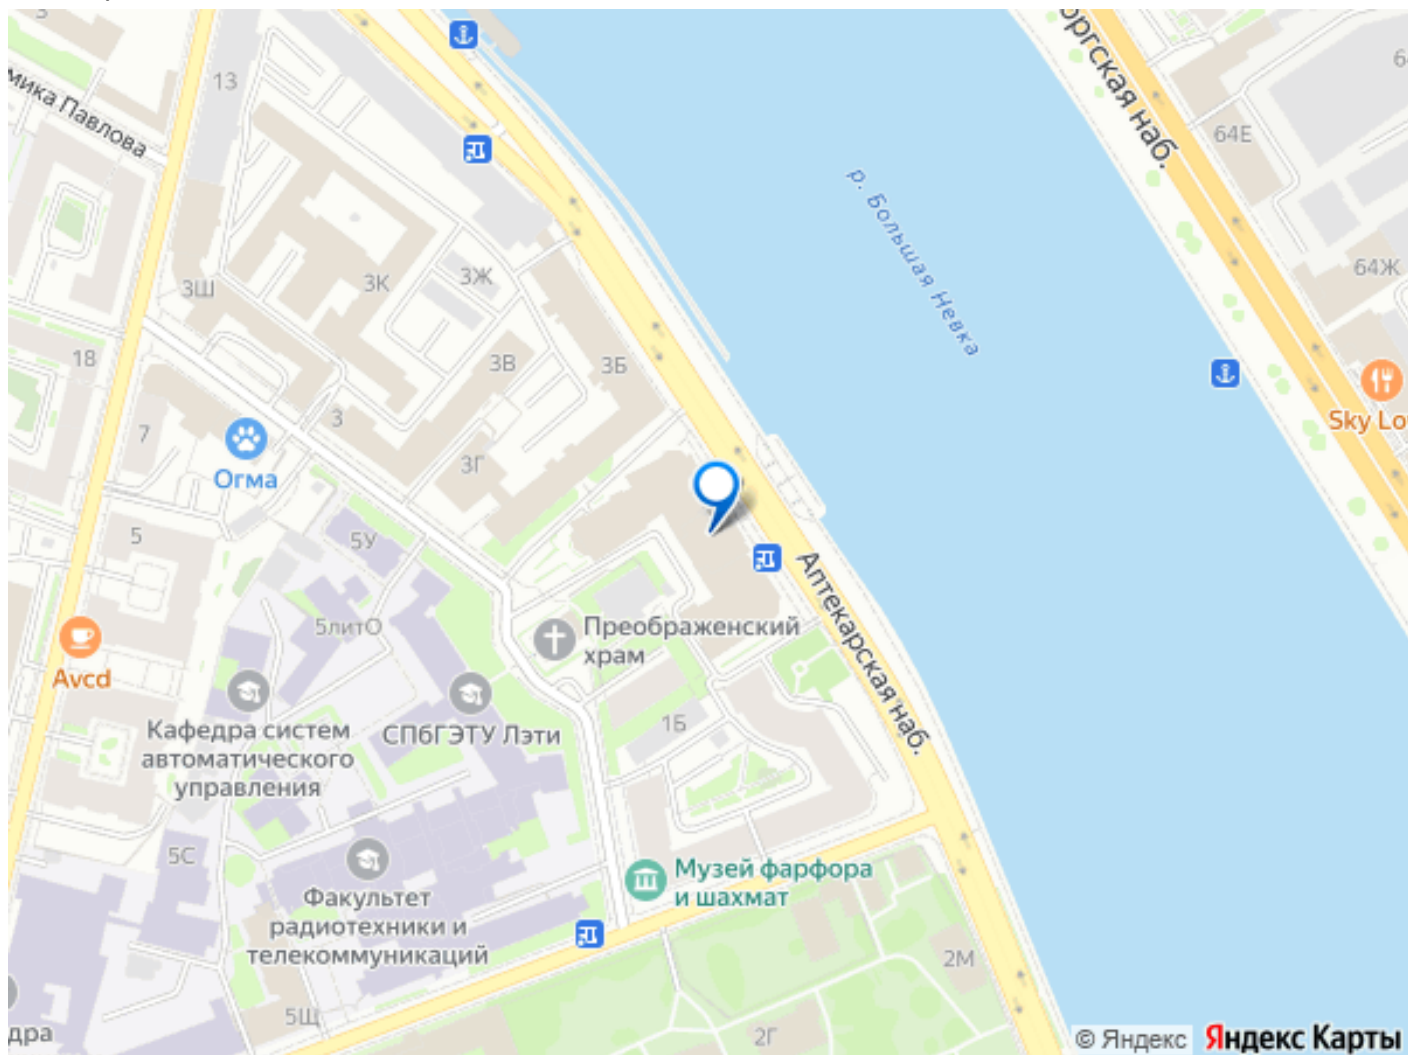 13
мика Павлова
оргская наб.
64Е
64Ж
р. Большая Невка
3Ш
3К
3Ж
3В
3Б
18
7
3
3Г
Огма
Sky Lo
5
5У
5литО
Avcd
Аптекарская наб.
Преображенский
храм
1Б
Кафедра систем
автоматического
управления
СПбГЭТУ Лэти
5С
Факультет
радиотехники и
телекоммуникаций
Музей фарфора
и шахмат
2М
5Щ
2Г
дра
© Яндекс
Яндекс Карты